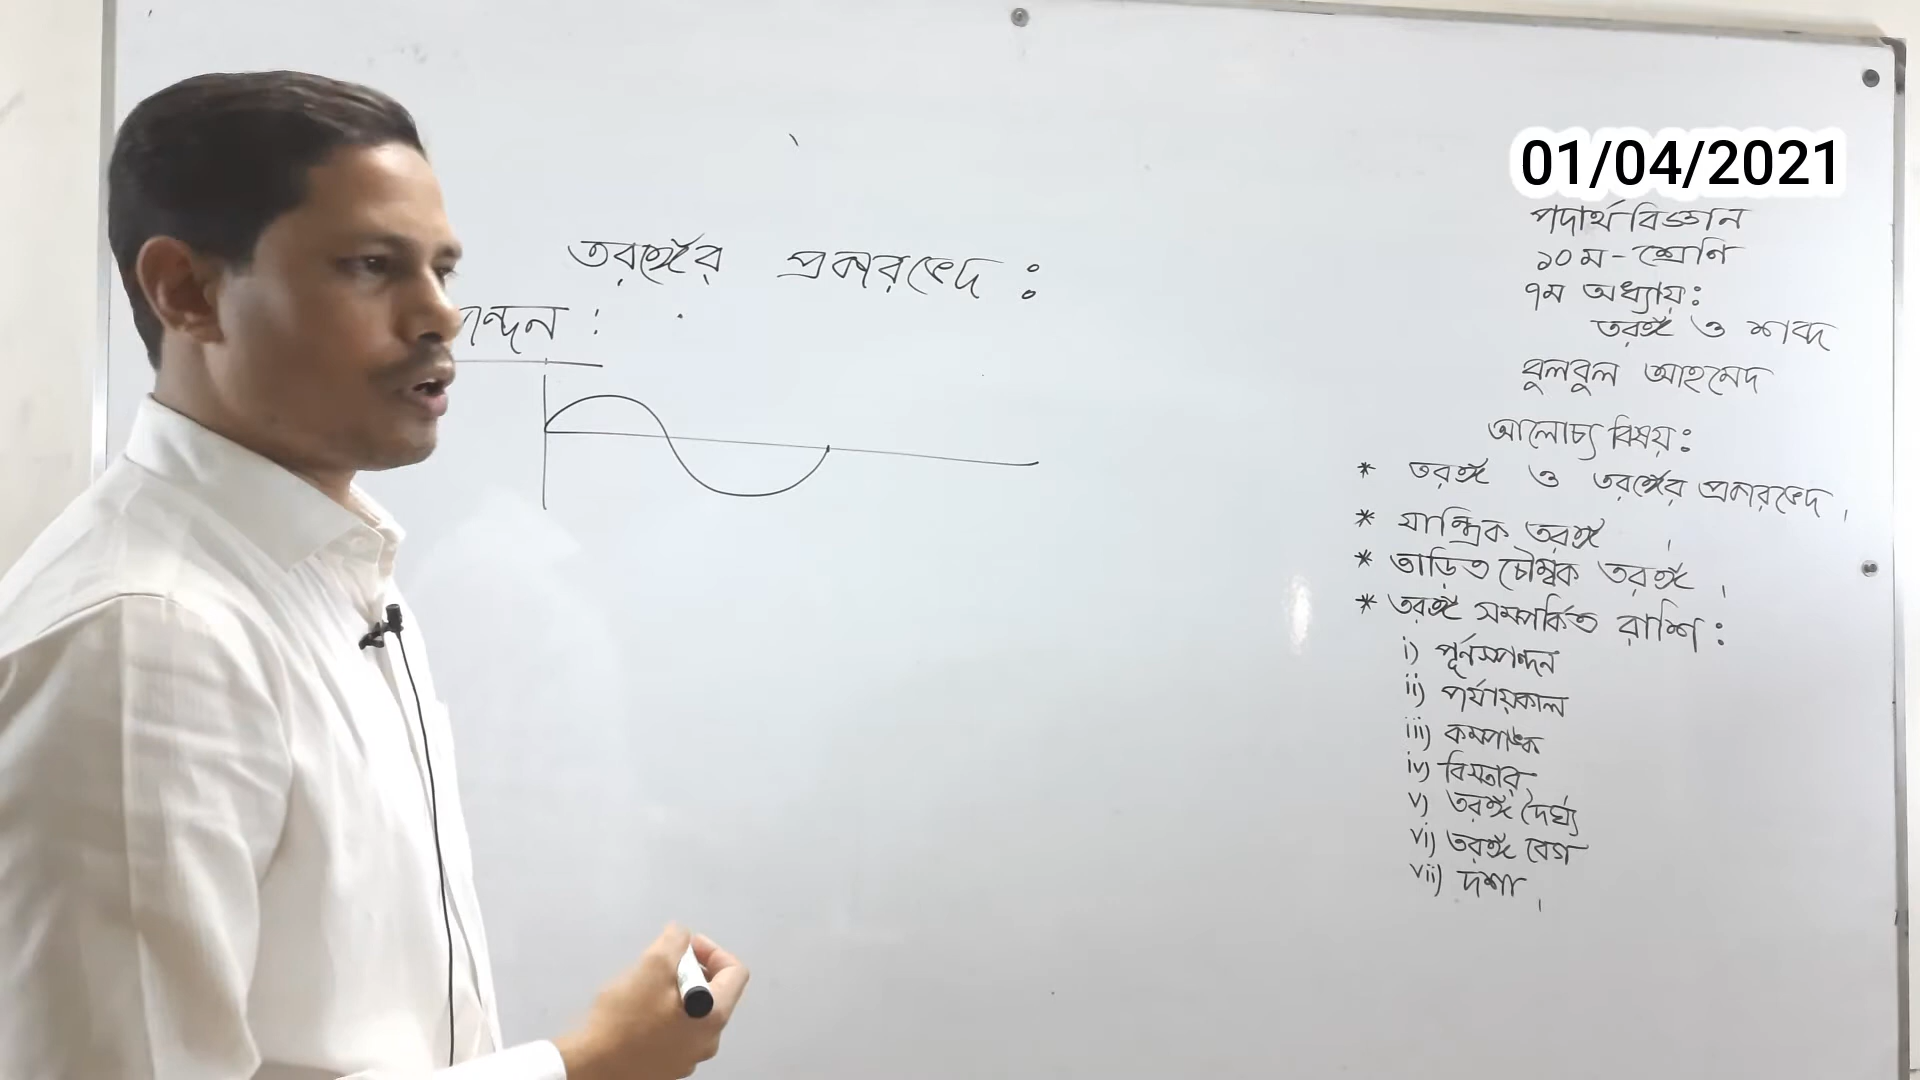 তরঙ্গের প্রকারভেদ :
ন্দন :
01/04/2021
পদার্থবিজ্ঞান
১০ম-শ্রেণি
৭ম অধ্যায়:
তরঙ্গ ও শব্দ
বুলবুল আহমেদ
আলোচ্য বিষয়:
* তরঙ্গ ও তরঙ্গের প্রকারভেদ।
* যান্ত্রিক তরঙ্গ।
* তাড়িত চৌম্বক তরঙ্গ।
* তরঙ্গ সম্পর্কিত রাশি:
i) পূর্নস্পন্দন
ii) পর্যায়কাল
iii) কম্পাঙ্ক
iv) বিস্তার
v) তরঙ্গ দৈর্ঘ্য
vi) তরঙ্গ বেগ
vii) দশা।